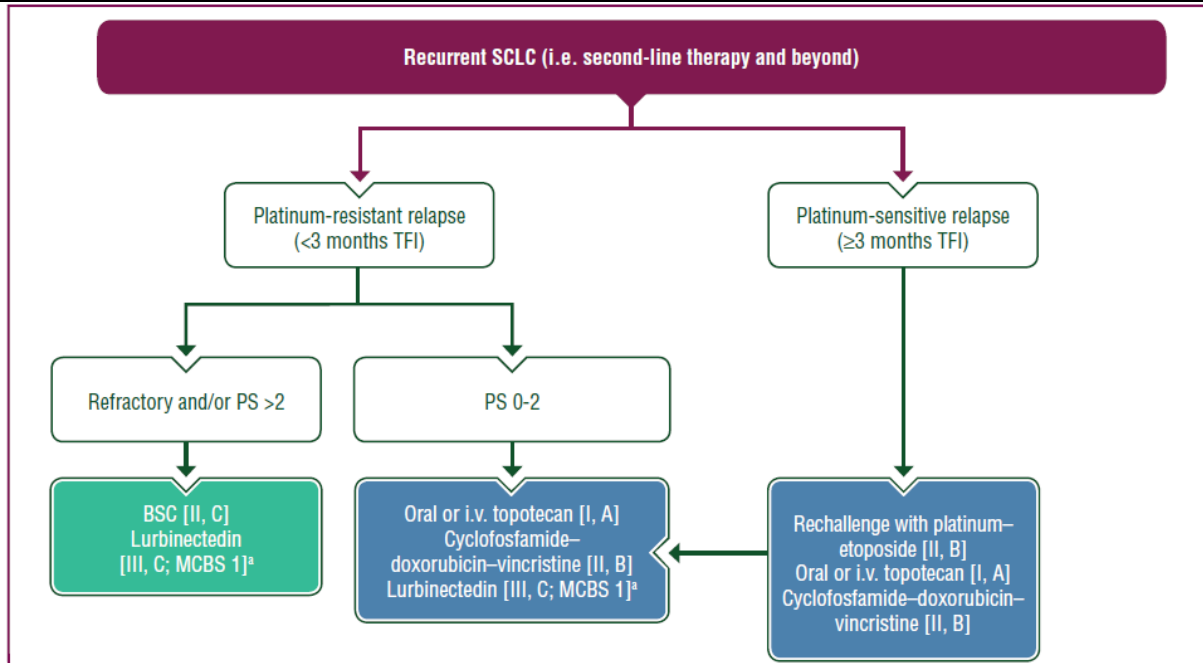 Recurrent SCLC (i.e. second-line therapy and beyond)
Platinum-resistant relapse
(<3 months TFI)
Platinum-sensitive relapse
(≥3 months TFI)
Refractory and/or PS >2
PS 0-2
BSC [II, C]
Lurbinectedin
[III, C; MCBS 1]ᵃ
Oral or i.v. topotecan [I, A]
Cyclofosfamide–
doxorubicin–vincristine [II, B]
Lurbinectedin [III, C; MCBS 1]ᵃ
Rechallenge with platinum–
etoposide [II, B]
Oral or i.v. topotecan [I, A]
Cyclofosfamide–doxorubicin–
vincristine [II, B]